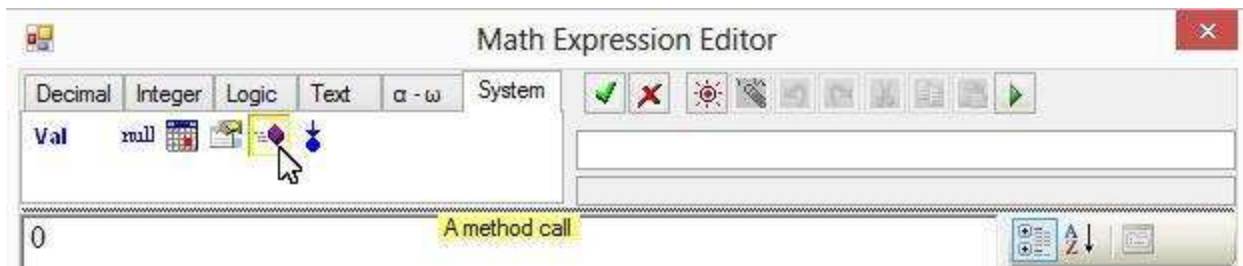 Math Expression Editor
Decimal Integer Logic Text α - ω System
Val null
A method call
0
A Z